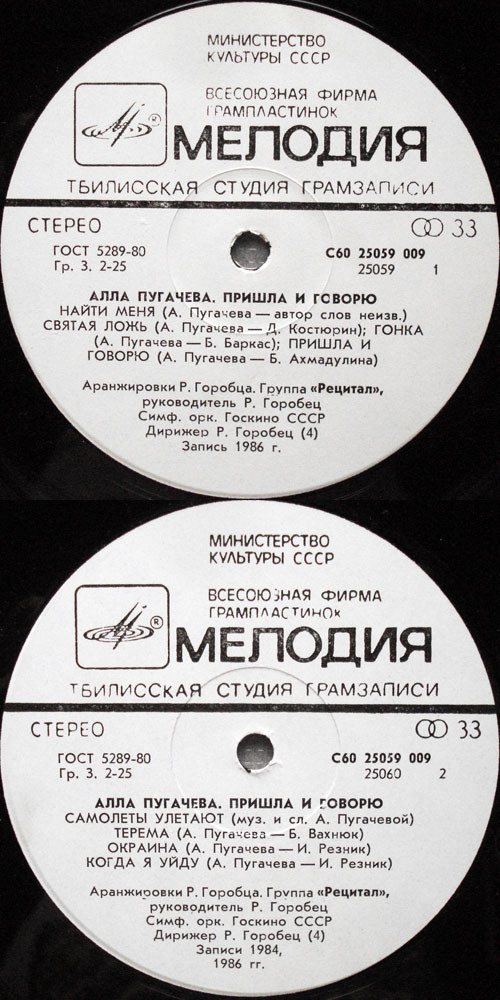 МИНИСТЕРСТВО
КУЛЬТУРЫ СССР
ВСЕСОЮЗНАЯ ФИРМА
ГРАМПЛАСТИНОК
®
МЕЛОДИЯ
ТБИЛИССКАЯ СТУДИЯ ГРАМЗАПИСИ
СТЕРЕО 33
ГОСТ 5289-80 С60 25059 009
Гр. 3. 2-25 25059 1
АЛЛА ПУГАЧЕВА. ПРИШЛА И ГОВОРЮ
НАЙТИ МЕНЯ (А. Пугачева — автор слов неизв.)
СВЯТАЯ ЛОЖЬ (А. Пугачева — Д. Костюрин); ГОНКА
(А. Пугачева — Б. Баркас); ПРИШЛА И
ГОВОРЮ (А. Пугачева — Б. Ахмадулина)
Аранжировки Р. Горобца. Группа «Рецитал»,
руководитель Р. Горобец
Симф. орк. Госкино СССР
Дирижер Р. Горобец (4)
Запись 1986 г.
МИНИСТЕРСТВО
КУЛЬТУРЫ СССР
ВСЕСОЮЗНАЯ ФИРМА
ГРАМПЛАСТИНОК
®
МЕЛОДИЯ
ТБИЛИССКАЯ СТУДИЯ ГРАМЗАПИСИ
СТЕРЕО 33
ГОСТ 5289-80 С60 25059 009
Гр. 3. 2-25 25060 2
АЛЛА ПУГАЧЕВА. ПРИШЛА И ГОВОРЮ
САМОЛЕТЫ УЛЕТАЮТ (муз. и сл. А. Пугачевой)
ТЕРЕМА (А. Пугачева — Б. Вахнюк)
ОКРАИНА (А. Пугачева — И. Резник)
КОГДА Я УЙДУ (А. Пугачева — И. Резник)
Аранжировки Р. Горобца. Группа «Рецитал»,
руководитель Р. Горобец
Симф. орк. Госкино СССР
Дирижер Р. Горобец (4)
Записи 1984,
1986 гг.